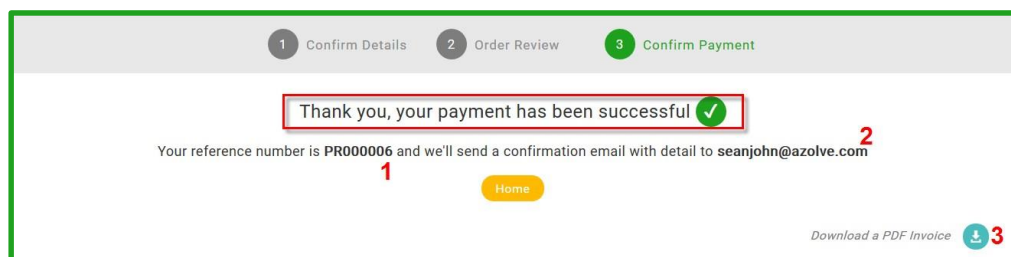 1 Confirm Details 2 Order Review 3 Confirm Payment
Thank you, your payment has been successful
2
Your reference number is PR000006 and we'll send a confirmation email with detail to seanjohn@azolve.com
1
Home
Download a PDF Invoice 3